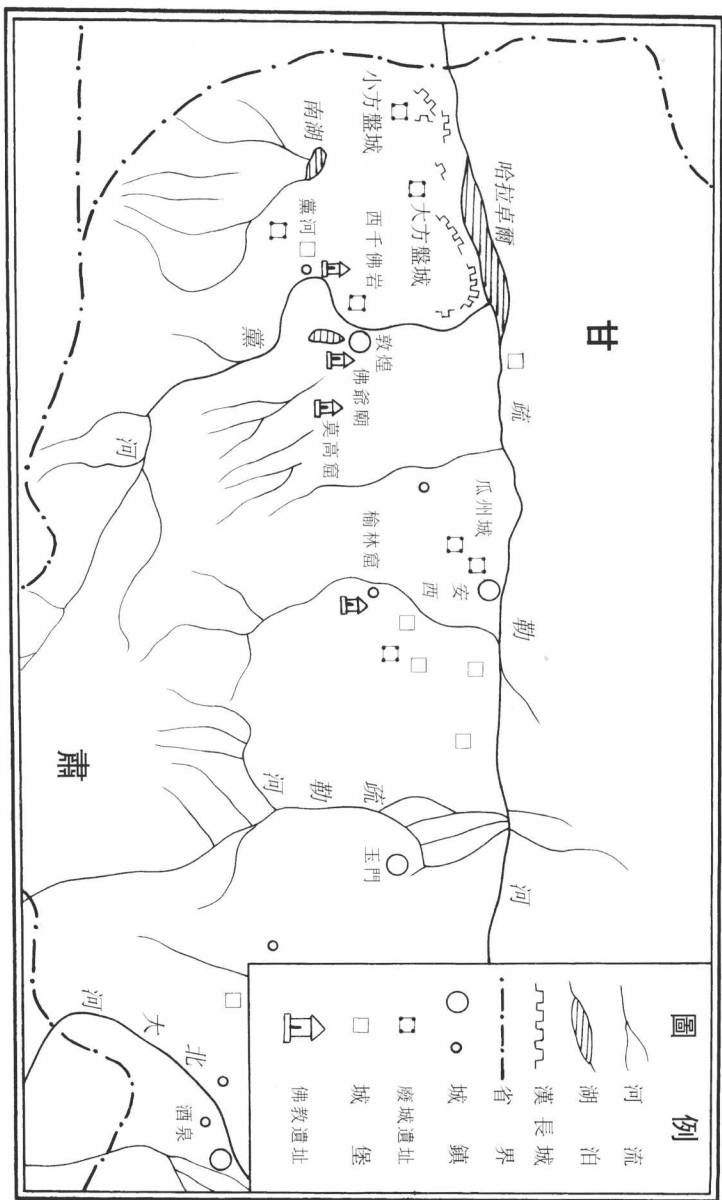 甘
肅
哈拉卓爾
小方盤城
大方盤城
南湖
西千佛岩
黨河
黨
河
敦煌
佛爺廟
莫高窟
疏
勒
河
瓜州城
安西
榆林窟
疏勒河
玉門
北大河
酒泉
圖例
河流
湖泊
漢長城
省界
城鎮
廢城遺址
城堡
佛教遺址